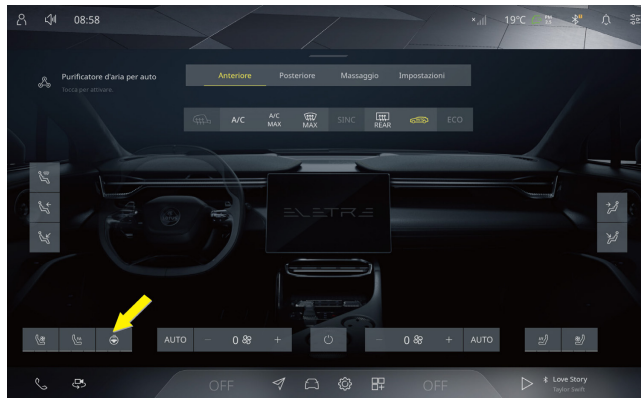 08:58
19°C
Purificatore d'aria per auto
Tocca per attivare.
Anteriore Posteriore Massaggio Impostazioni
A/C
A/C MAX
MAX
SINC
REAR
ECO
ELETRE
AUTO − 0 +
− 0 + AUTO
OFF
OFF
Love Story
Taylor Swift